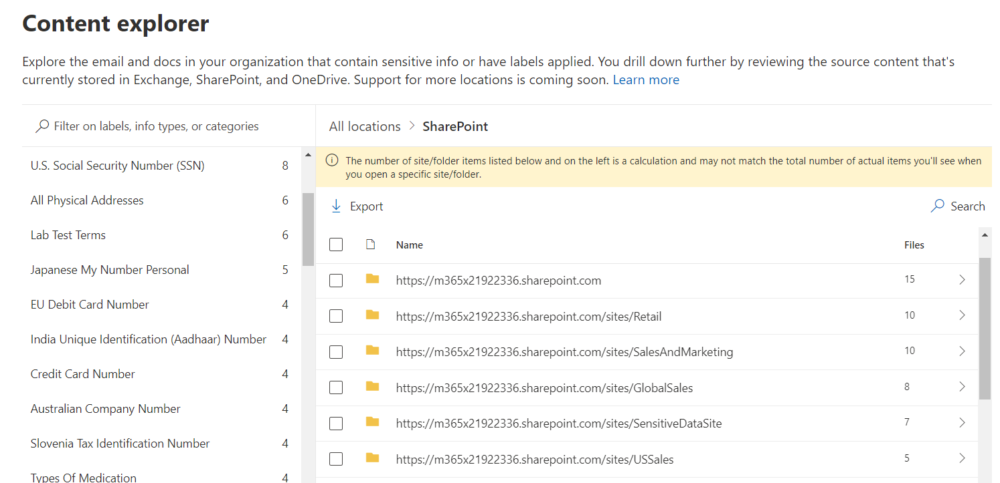 Content explorer
Explore the email and docs in your organization that contain sensitive info or have labels applied. You drill down further by reviewing the source content that's
currently stored in Exchange, SharePoint, and OneDrive. Support for more locations is coming soon. Learn more
Filter on labels, info types, or categories
U.S. Social Security Number (SSN) 8
All Physical Addresses 6
Lab Test Terms 6
Japanese My Number Personal 5
EU Debit Card Number 4
India Unique Identification (Aadhaar) Number 4
Credit Card Number 4
Australian Company Number 4
Slovenia Tax Identification Number 4
Types Of Medication 4
All locations > SharePoint
The number of site/folder items listed below and on the left is a calculation and may not match the total number of actual items you'll see when
you open a specific site/folder.
Export Search
Name Files
https://m365x21922336.sharepoint.com 15
https://m365x21922336.sharepoint.com/sites/Retail 10
https://m365x21922336.sharepoint.com/sites/SalesAndMarketing 10
https://m365x21922336.sharepoint.com/sites/GlobalSales 8
https://m365x21922336.sharepoint.com/sites/SensitiveDataSite 7
https://m365x21922336.sharepoint.com/sites/USSales 5